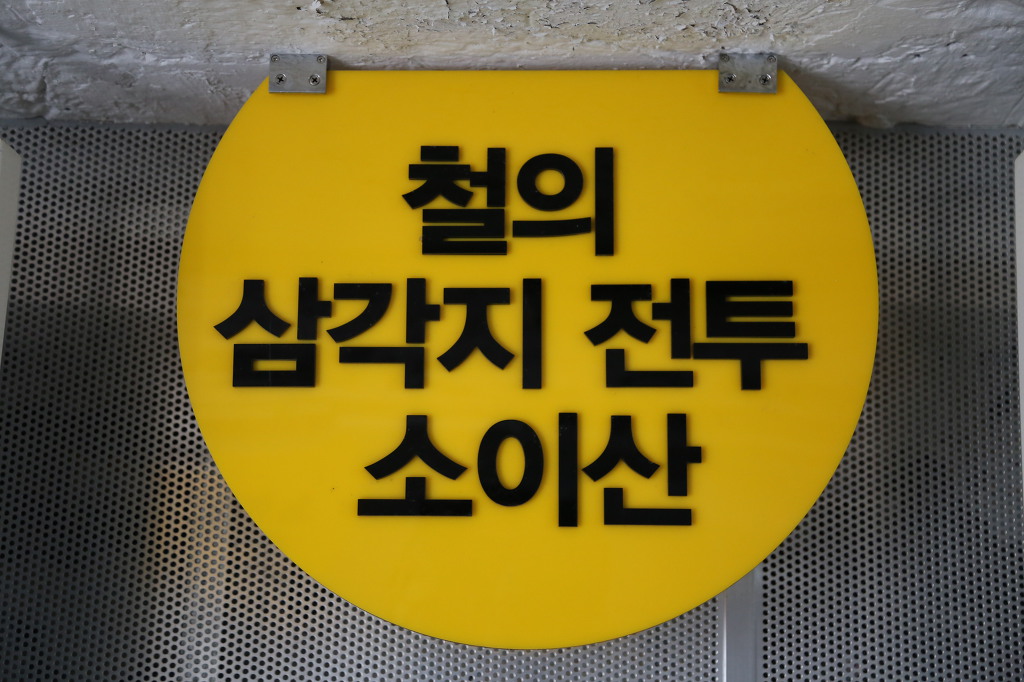 철의
삼각지 전투
소이산